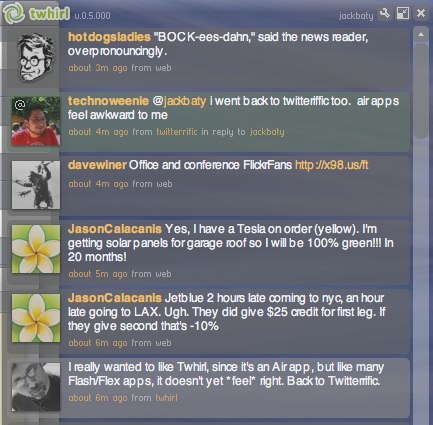 twhirl v.0.5.000 jackbaty
hotdogsladies "BOCK-ees-dahn," said the news reader,
overpronouncingly.
about 3m ago from web
@
technoweenie @jackbaty i went back to twitteriffic too. air apps
feel awkward to me
about 4m ago from twitterrific in reply to jackbaty
davewiner Office and conference FlickrFans http://x98.us/ft
about 4m ago from web
JasonCalacanis Yes, I have a Tesla on order (yellow). I'm
getting solar panels for garage roof so I will be 100% green!!! In
20 months!
about 5m ago from web
JasonCalacanis Jetblue 2 hours late coming to nyc, an hour
late going to LAX. Ugh. They did give $25 credit for first leg. If
they give second that's -10%
about 6m ago from web
I really wanted to like Twhirl, since it's an Air app, but like many
Flash/Flex apps, it doesn't yet *feel* right. Back to Twitterrific.
about 6m ago from twhirl